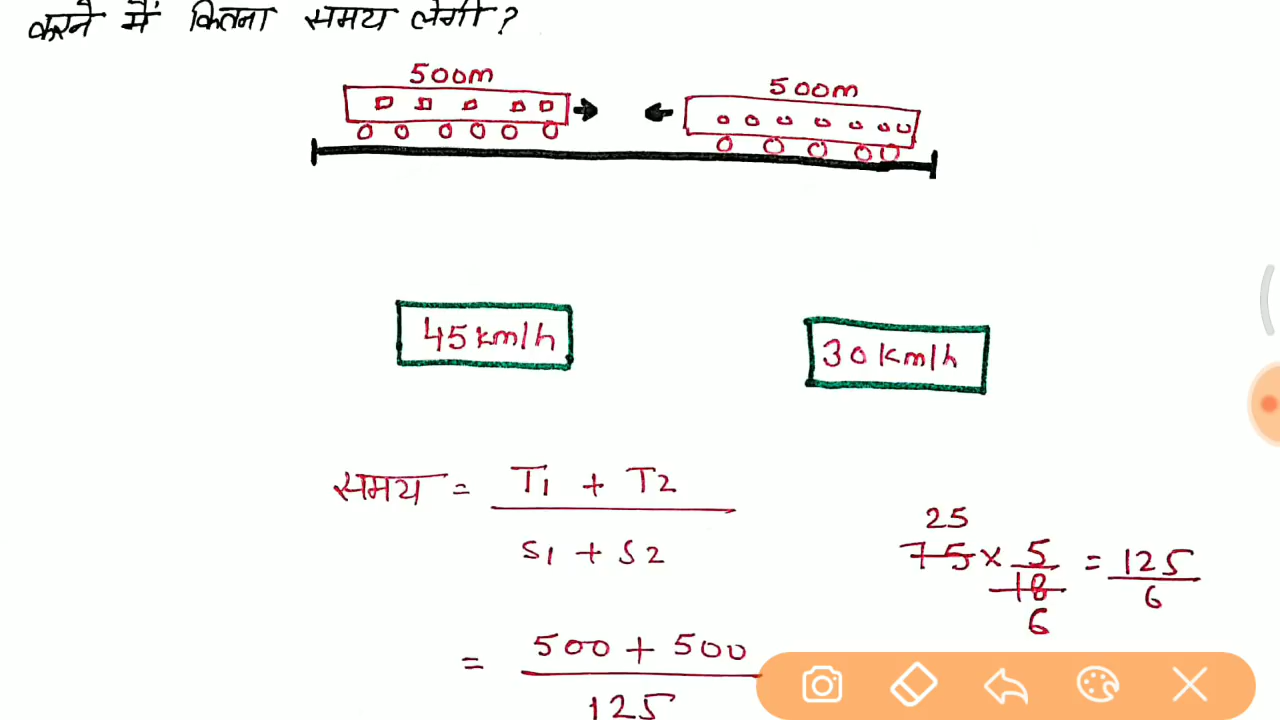 करने में कितना समय लेगी?
500m
500m
45km/h
30km/h
समय = T1 + T2
S1 + S2
25
75 × 5 = 125
18 6
6
= 500 + 500
125